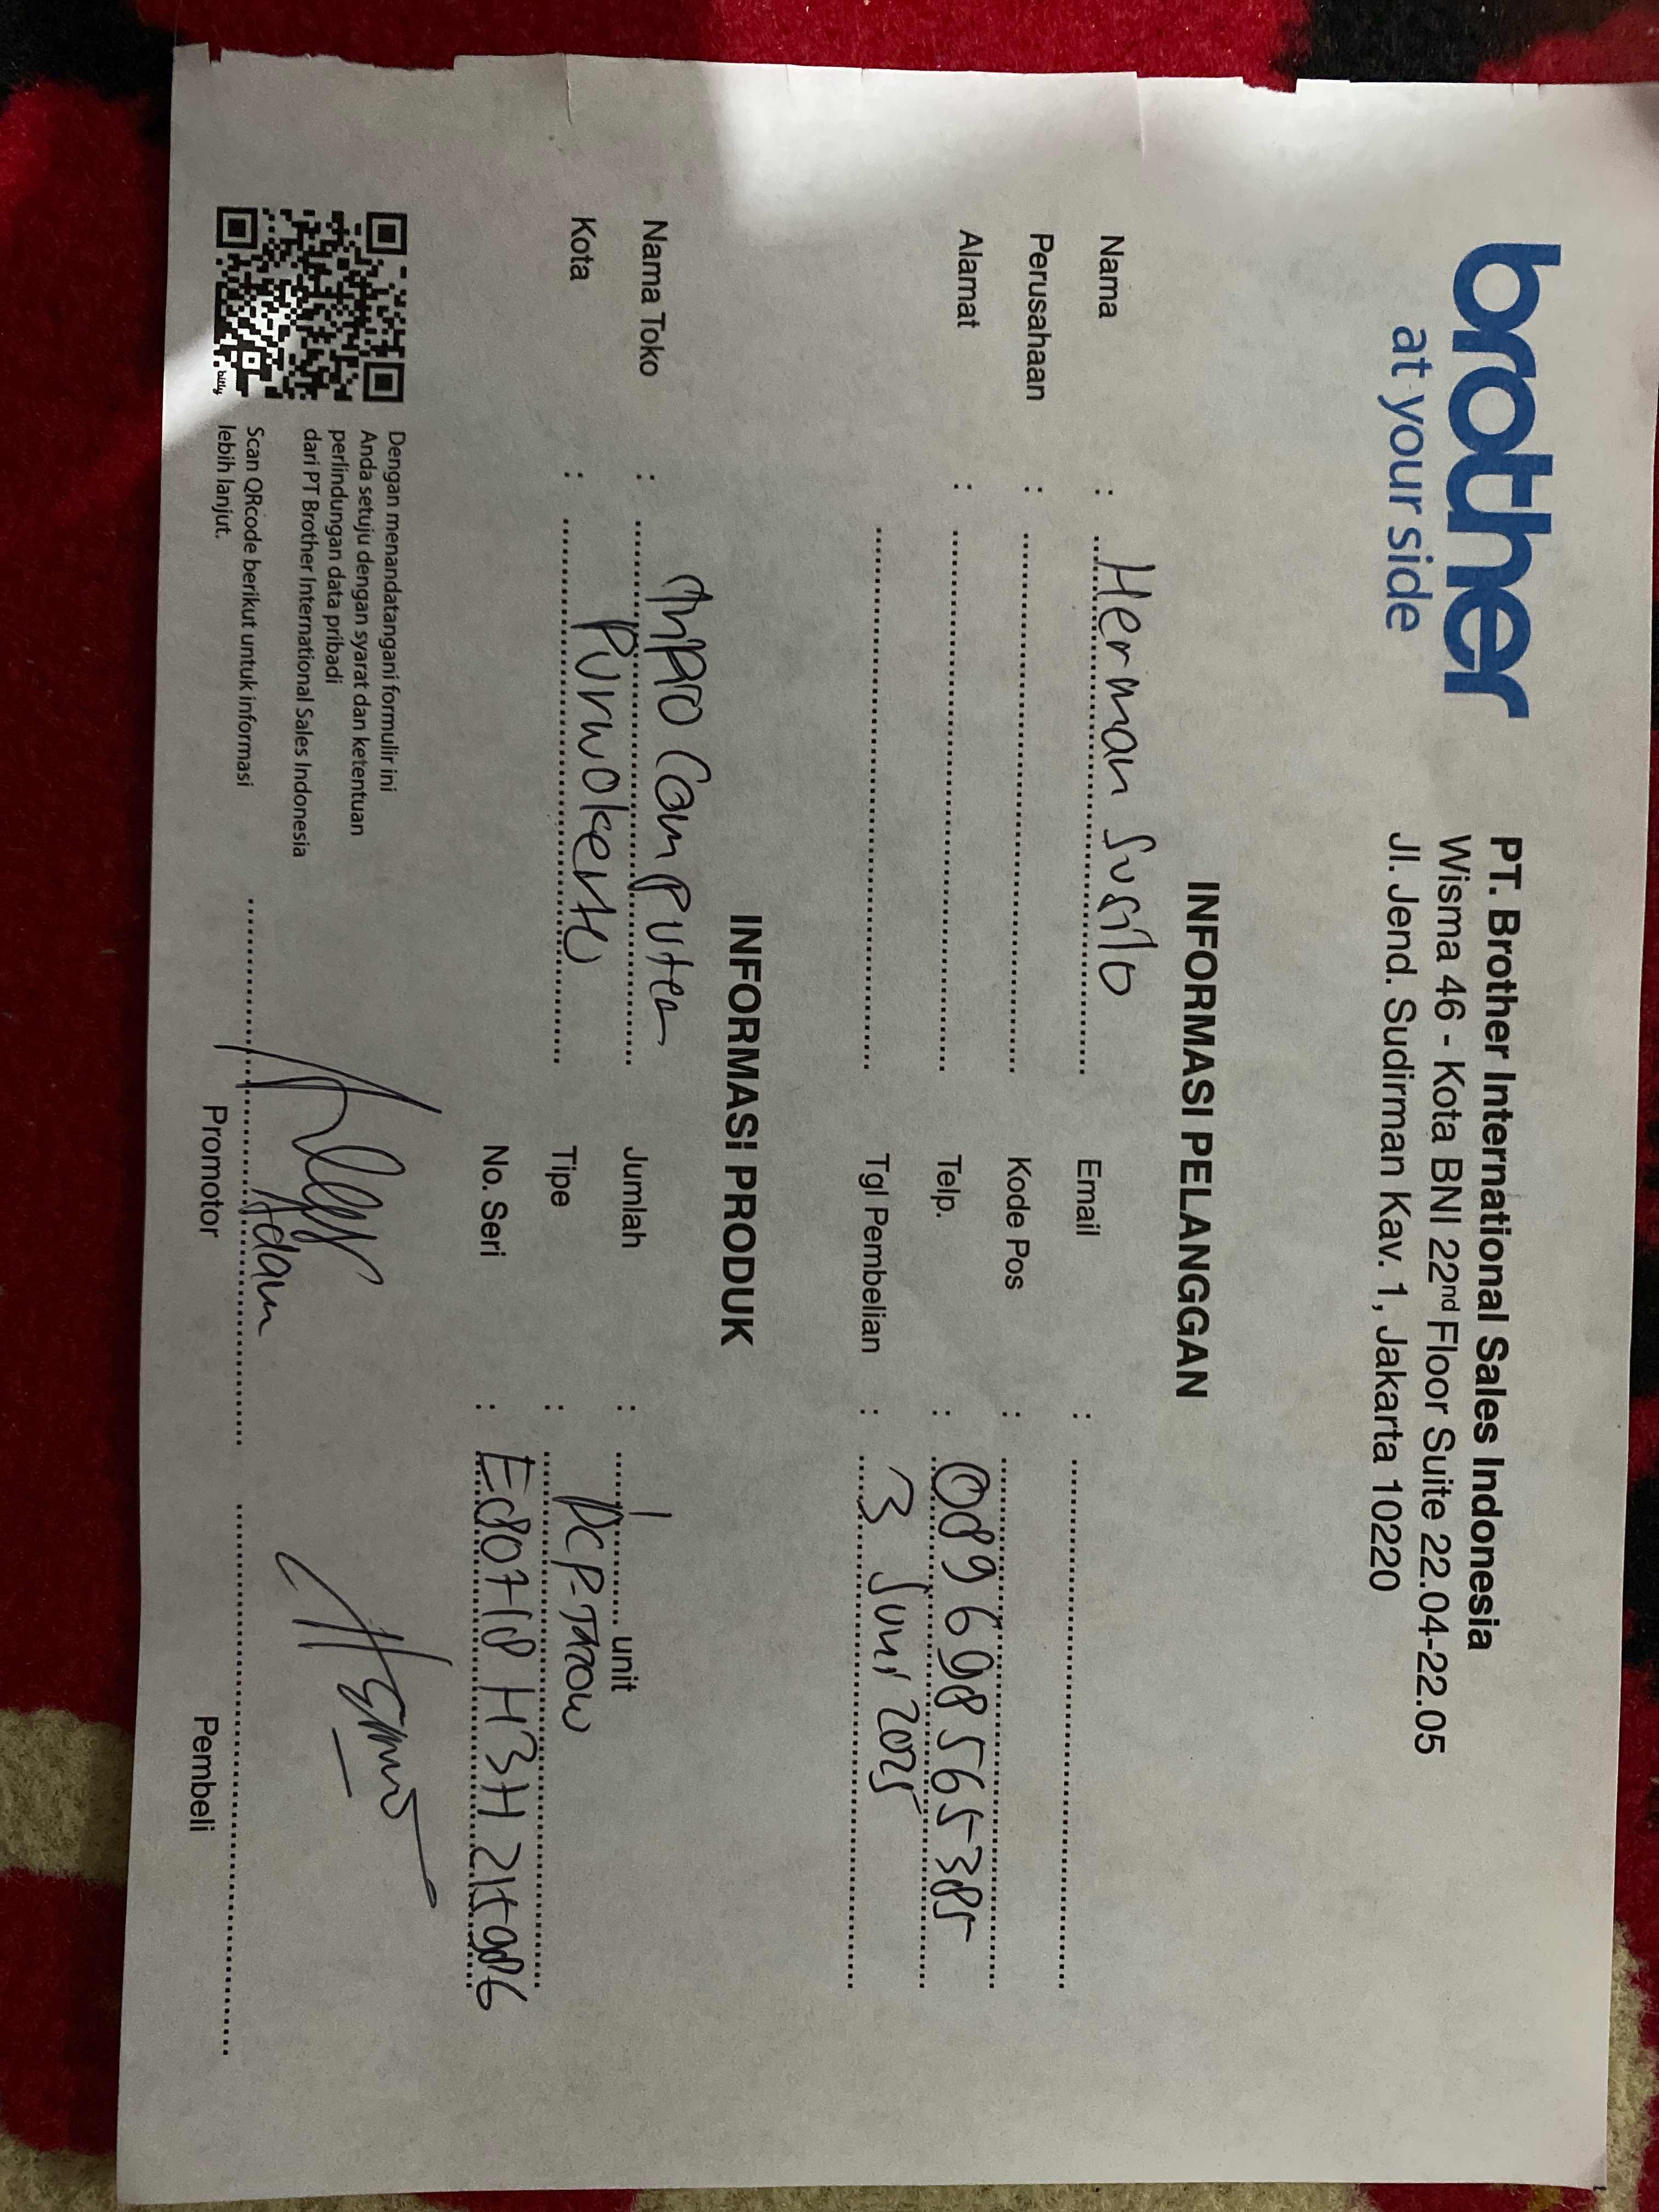 brother
at your side
PT. Brother International Sales Indonesia
Wisma 46 - Kota BNI 22nd Floor Suite 22.04-22.05
Jl. Jend. Sudirman Kav. 1, Jakarta 10220
INFORMASI PELANGGAN
Nama : Herman Susilo
Email :
Perusahaan :
Kode Pos :
Alamat :
Telp. : 089698565385
Tgl Pembelian : 3 Juni 2025
INFORMASI PRODUK
Nama Toko : Computer
Jumlah : 1 unit
Kota : Purwokerto
Tipe : DCP-T220W
No. Seri : E80718H3H215986
Dengan menandatangani formulir ini
Anda setuju dengan syarat dan ketentuan
perlindungan data pribadi
dari PT Brother International Sales Indonesia
Scan QRcode berikut untuk informasi
lebih lanjut.
bitly
Adam
Promotor
Pembeli